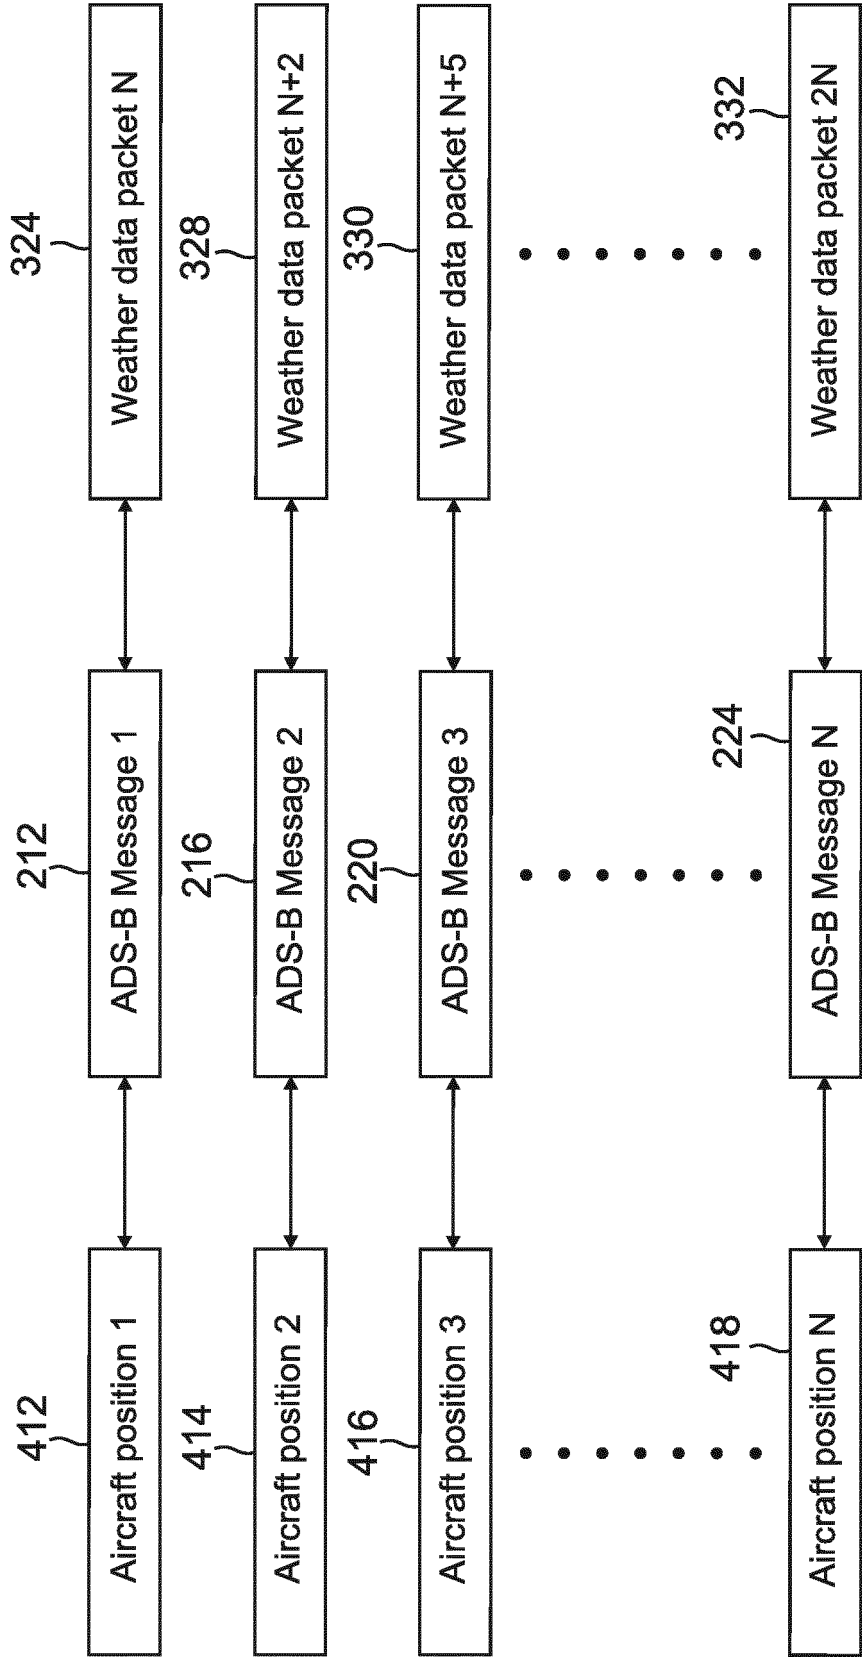 412
Aircraft position 1
212
ADS-B Message 1
324
Weather data packet N
414
Aircraft position 2
216
ADS-B Message 2
328
Weather data packet N+2
416
Aircraft position 3
220
ADS-B Message 3
330
Weather data packet N+5
418
Aircraft position N
224
ADS-B Message N
332
Weather data packet 2N